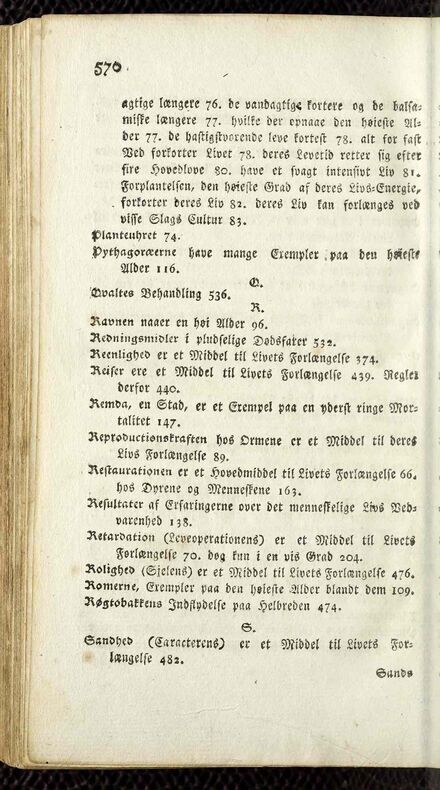 570
agtige længere 76. de vandagtige kortere og de balsa-
miske længere 77. hvilke der opnaae den høieste Al-
der 77. de hastigstvorende leve kortest 78. alt for fast
Ved forkorter Livet 78. deres Levetid retter sig efter
fire Hovedlove 80. have et svagt intensivt Liv 81.
Forplantelsen, den høieste Grad af deres Livs-Energie,
forkorter deres Liv 82. deres Liv kan forlænges ved
visse Slags Cultur 83.
Planteuhret 74.
Pythagoræerne have mange Exempler paa den høieste
Alder 116.
Q.
Qvaltes Behandling 536.
R.
Ravnen naaer en høi Alder 96.
Redningsmidler i pludselige Dødsfarer 532.
Reenlighed er et Middel til Livets Forlængelse 374.
Reiser ere et Middel til Livets Forlængelse 439. Regler
derfor 440.
Remda, en Stad, er et Exempel paa en yderst ringe Mor-
talitet 147.
Reproductionskraften hos Ormene er et Middel til deres
Livs Forlængelse 89.
Restaurationen er et Hovedmiddel til Livets Forlængelse 66.
hos Dyrene og Menneskene 163.
Resultater af Erfaringerne over det menneskelige Livs Ved-
varenhed 138.
Retardation (Leveoperationens) er et Middel til Livets
Forlængelse 70. dog kun i en vis Grad 204.
Rolighed (Sjelens) er et Middel til Livets Forlængelse 476.
Romerne, Exempler paa den høieste Alder blandt dem 109.
Røgtobakkens Indflydelse paa Helbreden 474.
S.
Sandhed (Caracterens) er et Middel til Livets For-
længelse 482.
Sands